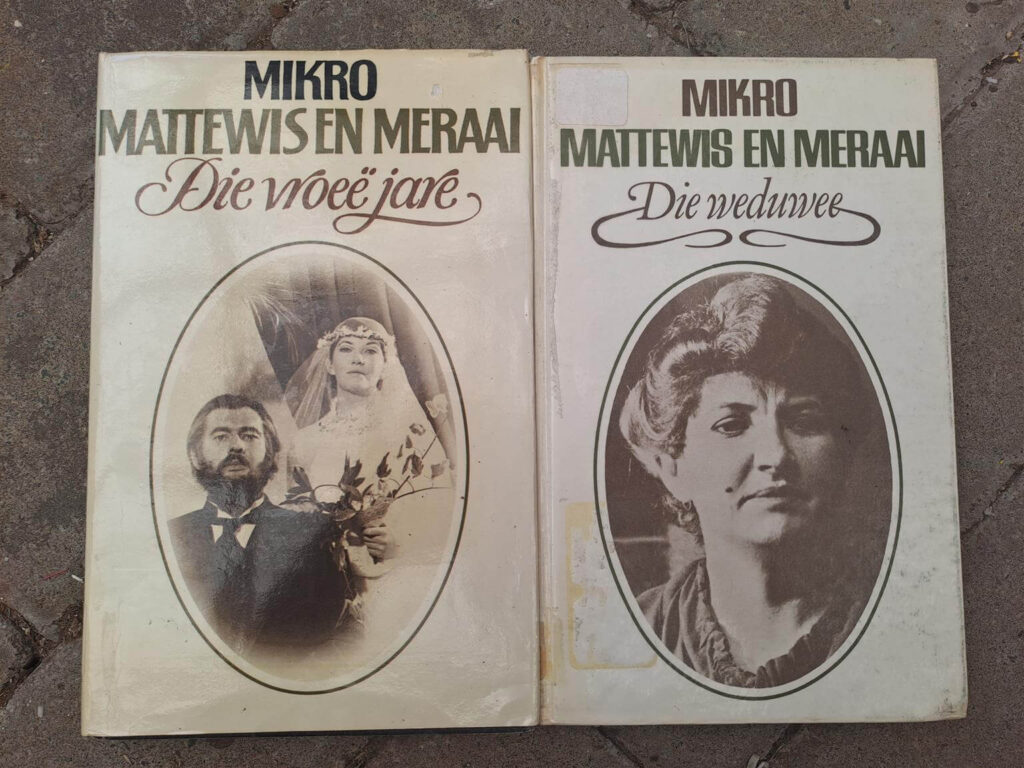 MIKRO
MATTEWIS EN MERAAI
Die vroeë jare
MIKRO
MATTEWIS EN MERAAI
Die weduwee